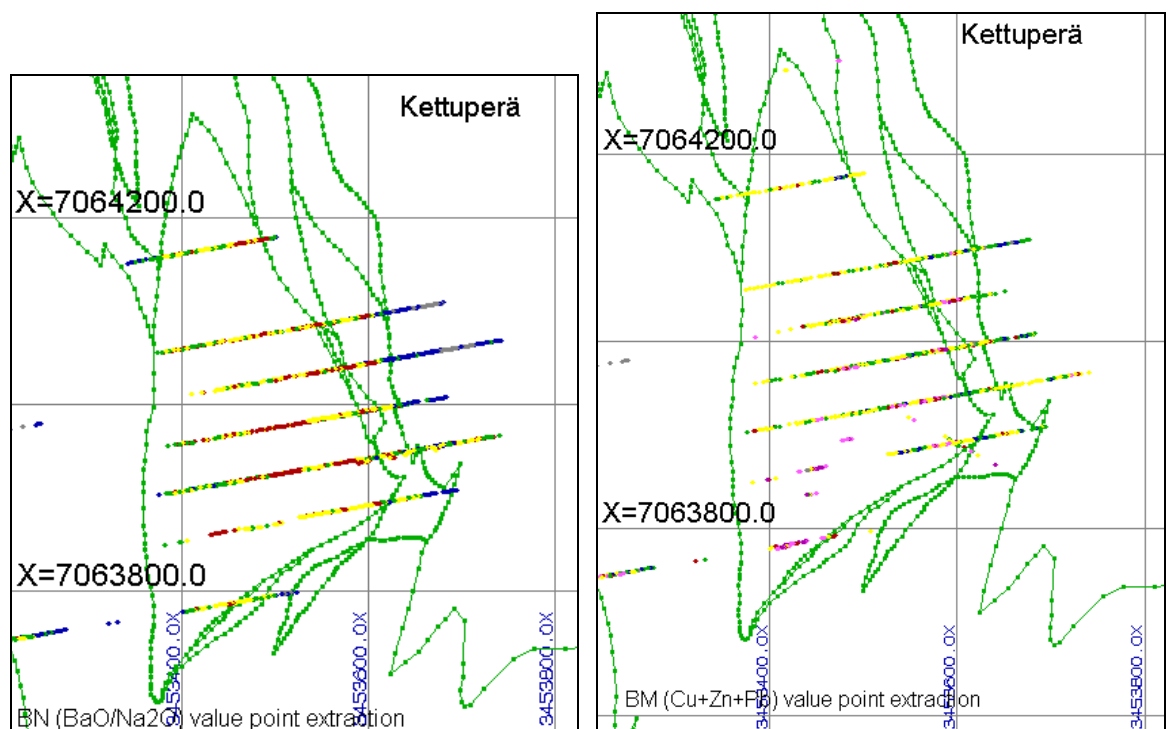 Kettuperä
X=7064200.0
X=7063800.0
3453400.0X
3453600.0X
3453800.0X
BN (BaO/Na2O) value point extraction
Kettuperä
X=7064200.0
X=7063800.0
3453400.0X
3453600.0X
3453800.0X
BM (Cu+Zn+Pb) value point extraction